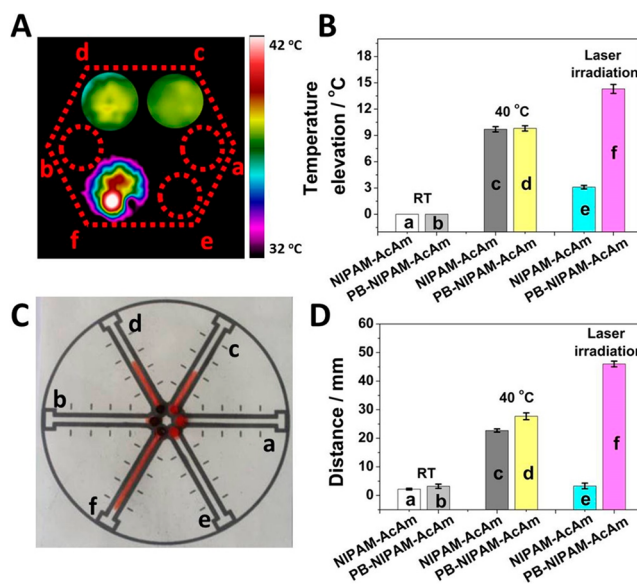 A
d
c
b
a
f
e
42 °C
32 °C
B
Temperature
elevation / °C
18
15
12
9
6
3
0
RT
40 °C
Laser
irradiation
a
b
c
d
e
f
NIPAM-AcAm
PB-NIPAM-AcAm
NIPAM-AcAm
PB-NIPAM-AcAm
NIPAM-AcAm
PB-NIPAM-AcAm
C
d
c
b
a
f
e
D
Distance / mm
60
50
40
30
20
10
0
RT
40 °C
Laser
irradiation
a
b
c
d
e
f
NIPAM-AcAm
PB-NIPAM-AcAm
NIPAM-AcAm
PB-NIPAM-AcAm
NIPAM-AcAm
PB-NIPAM-AcAm